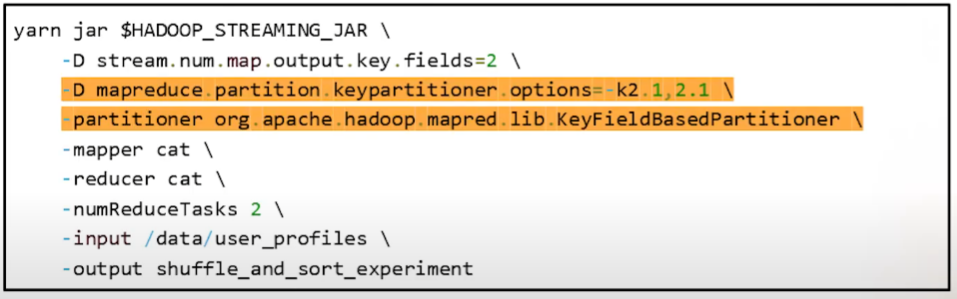 yarn jar $HADOOP_STREAMING_JAR \
-D stream.num.map.output.key.fields=2 \
-D mapreduce.partition.keypartitioner.options=-k2.1,2.1 \
-partitioner org.apache.hadoop.mapred.lib.KeyFieldBasedPartitioner \
-mapper cat \
-reducer cat \
-numReduceTasks 2 \
-input /data/user_profiles \
-output shuffle_and_sort_experiment